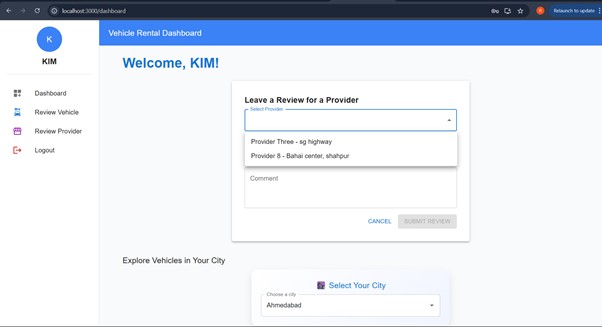 localhost:3000/dashboard
Relaunch to update
K
KIM
Dashboard
Review Vehicle
Review Provider
Logout
Vehicle Rental Dashboard
Welcome, KIM!
Leave a Review for a Provider
Select Provider
Provider Three - sg highway
Provider 8 - Bahai center, shahpur
Comment
CANCEL
SUBMIT REVIEW
Explore Vehicles in Your City
Select Your City
Choose a city
Ahmedabad